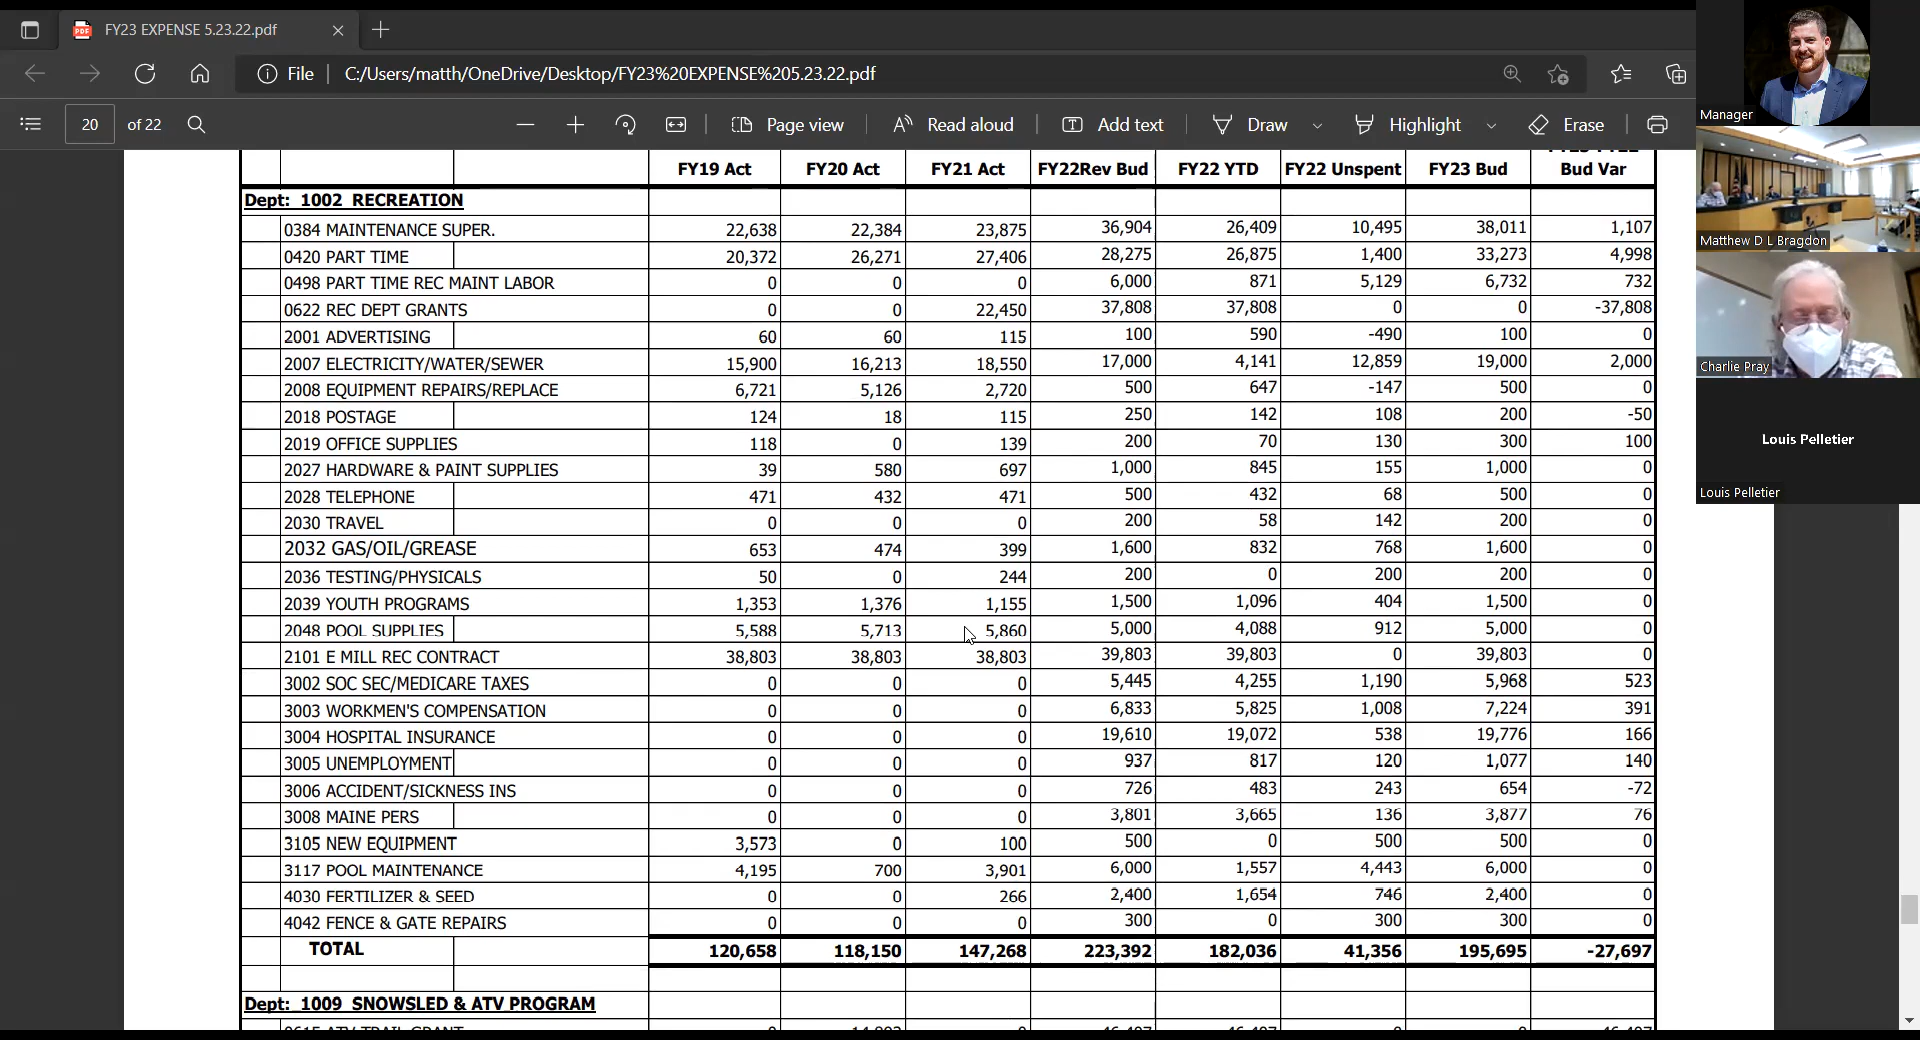 FY23 EXPENSE 5.23.22.pdf
File C:/Users/matth/OneDrive/Desktop/FY23%20EXPENSE%205.23.22.pdf
20 of 22 Page view Read aloud Add text Draw Highlight Erase
FY19 Act FY20 Act FY21 Act FY22Rev Bud FY22 YTD FY22 Unspent FY23 Bud Bud Var
Dept: 1002 RECREATION
0384 MAINTENANCE SUPER. 22,638 22,384 23,875 36,904 26,409 10,495 38,011 1,107
0420 PART TIME 20,372 26,271 27,406 28,275 26,875 1,400 33,273 4,998
0498 PART TIME REC MAINT LABOR 0 0 0 6,000 871 5,129 6,732 732
0622 REC DEPT GRANTS 0 0 22,450 37,808 37,808 0 0 -37,808
2001 ADVERTISING 60 60 115 100 590 -490 100 0
2007 ELECTRICITY/WATER/SEWER 15,900 16,213 18,550 17,000 4,141 12,859 19,000 2,000
2008 EQUIPMENT REPAIRS/REPLACE 6,721 5,126 2,720 500 647 -147 500 0
2018 POSTAGE 124 18 115 250 142 108 200 -50
2019 OFFICE SUPPLIES 118 0 139 200 70 130 300 100
2027 HARDWARE & PAINT SUPPLIES 39 580 697 1,000 845 155 1,000 0
2028 TELEPHONE 471 432 471 500 432 68 500 0
2030 TRAVEL 0 0 0 200 58 142 200 0
2032 GAS/OIL/GREASE 653 474 399 1,600 832 768 1,600 0
2036 TESTING/PHYSICALS 50 0 244 200 0 200 200 0
2039 YOUTH PROGRAMS 1,353 1,376 1,155 1,500 1,096 404 1,500 0
2048 POOL SUPPLIES 5,588 5,713 5,860 5,000 4,088 912 5,000 0
2101 E MILL REC CONTRACT 38,803 38,803 38,803 39,803 39,803 0 39,803 0
3002 SOC SEC/MEDICARE TAXES 0 0 0 5,445 4,255 1,190 5,968 523
3003 WORKMEN'S COMPENSATION 0 0 0 6,833 5,825 1,008 7,224 391
3004 HOSPITAL INSURANCE 0 0 0 19,610 19,072 538 19,776 166
3005 UNEMPLOYMENT 0 0 0 937 817 120 1,077 140
3006 ACCIDENT/SICKNESS INS 0 0 0 726 483 243 654 -72
3008 MAINE PERS 0 0 0 3,801 3,665 136 3,877 76
3105 NEW EQUIPMENT 3,573 0 100 500 0 500 500 0
3117 POOL MAINTENANCE 4,195 700 3,901 6,000 1,557 4,443 6,000 0
4030 FERTILIZER & SEED 0 0 266 2,400 1,654 746 2,400 0
4042 FENCE & GATE REPAIRS 0 0 0 300 0 300 300 0
TOTAL 120,658 118,150 147,268 223,392 182,036 41,356 195,695 -27,697
Dept: 1009 SNOWSLED & ATV PROGRAM
Manager
Matthew D L Bragdon
Charlie Pray
Louis Pelletier
Louis Pelletier